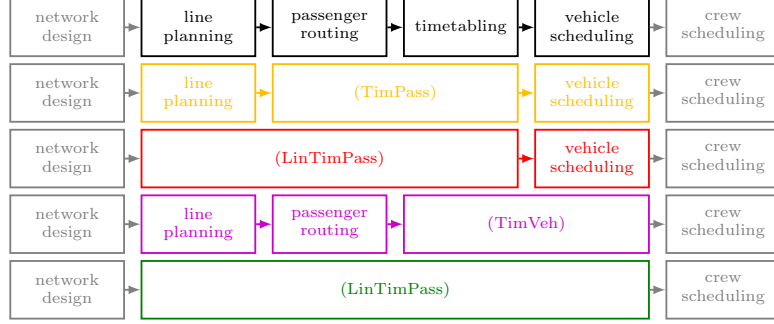 network design line planning passenger routing timetabling vehicle scheduling crew scheduling
network design line planning (TimPass) vehicle scheduling crew scheduling
network design (LinTimPass) vehicle scheduling crew scheduling
network design line planning passenger routing (TimVeh) crew scheduling
network design (LinTimPass) crew scheduling